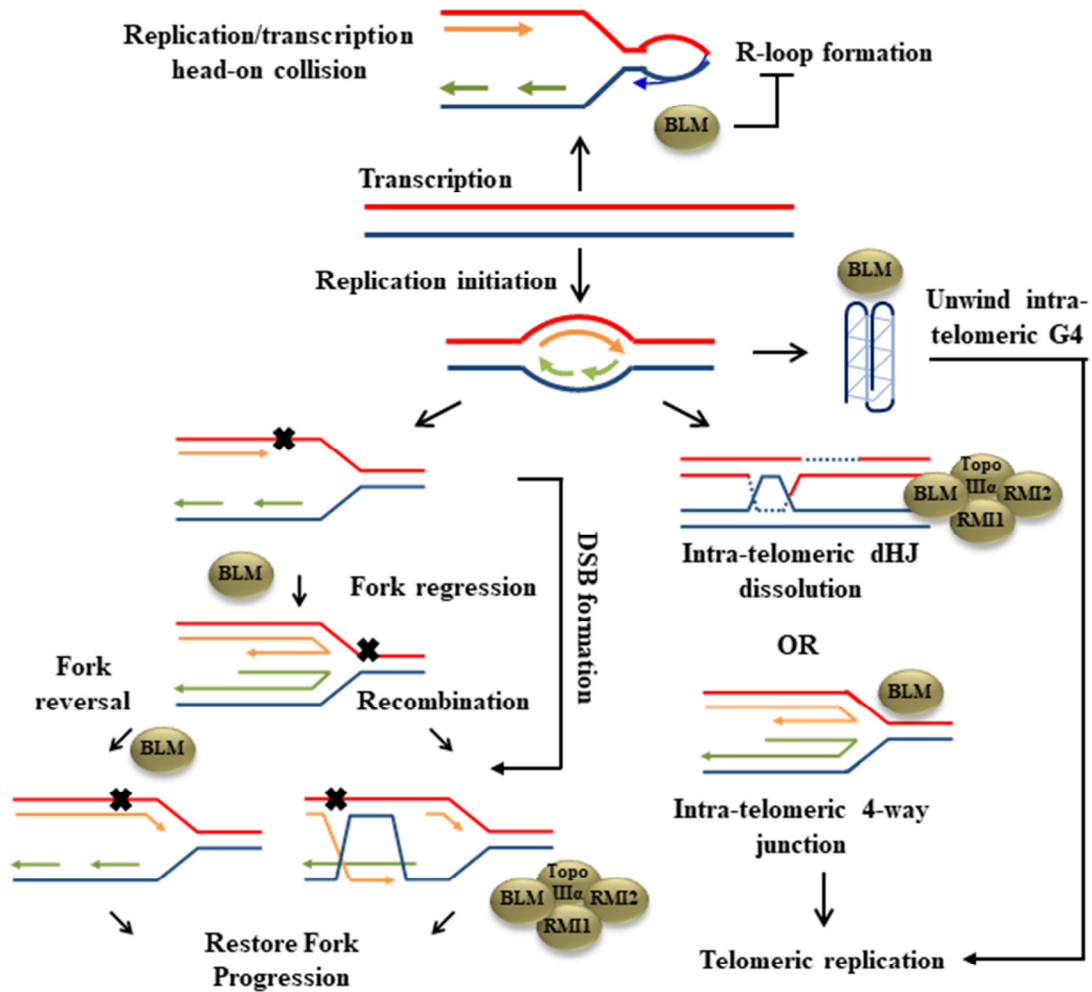 Replication/transcription
head-on collision
R-loop formation
BLM
Transcription
Replication initiation
BLM
Unwind intra-
telomeric G4
Topo
IIIα
BLM
RMI2
RMI1
Intra-telomeric dHJ
dissolution
DSB formation
BLM
Fork regression
OR
Fork
reversal
Recombination
BLM
BLM
Intra-telomeric 4-way
junction
Topo
IIIα
BLM
RMI2
RMI1
Restore Fork
Progression
Telomeric replication